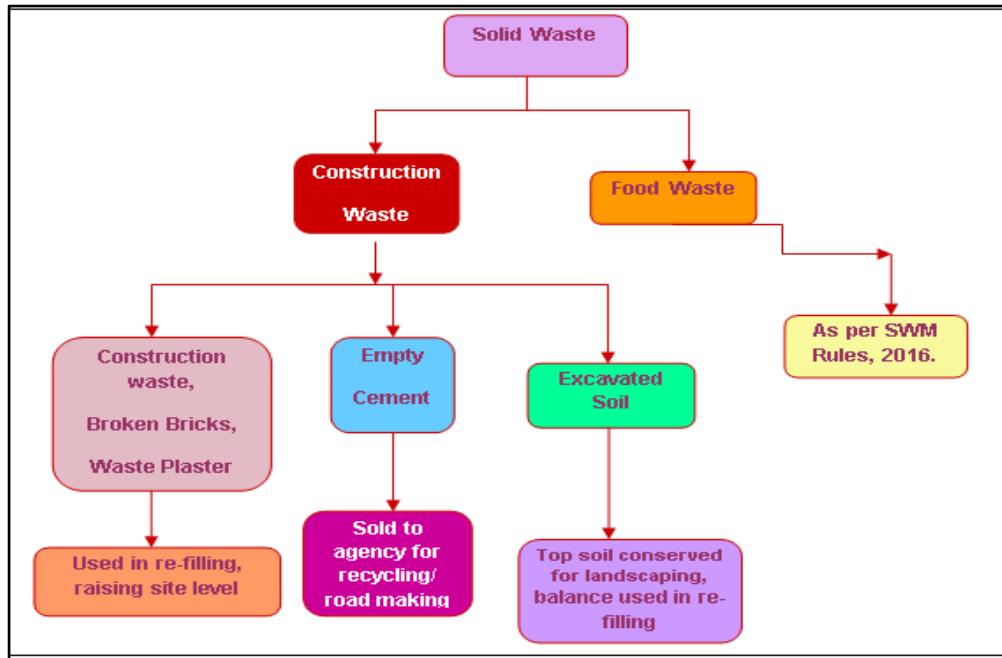 Solid Waste
Construction
Waste
Food Waste
As per SWM
Rules, 2016.
Construction
waste,
Broken Bricks,
Waste Plaster
Empty
Cement
Excavated
Soil
Used in re-filling,
raising site level
Sold to
agency for
recycling/
road making
Top soil conserved
for landscaping,
balance used in re-
filling